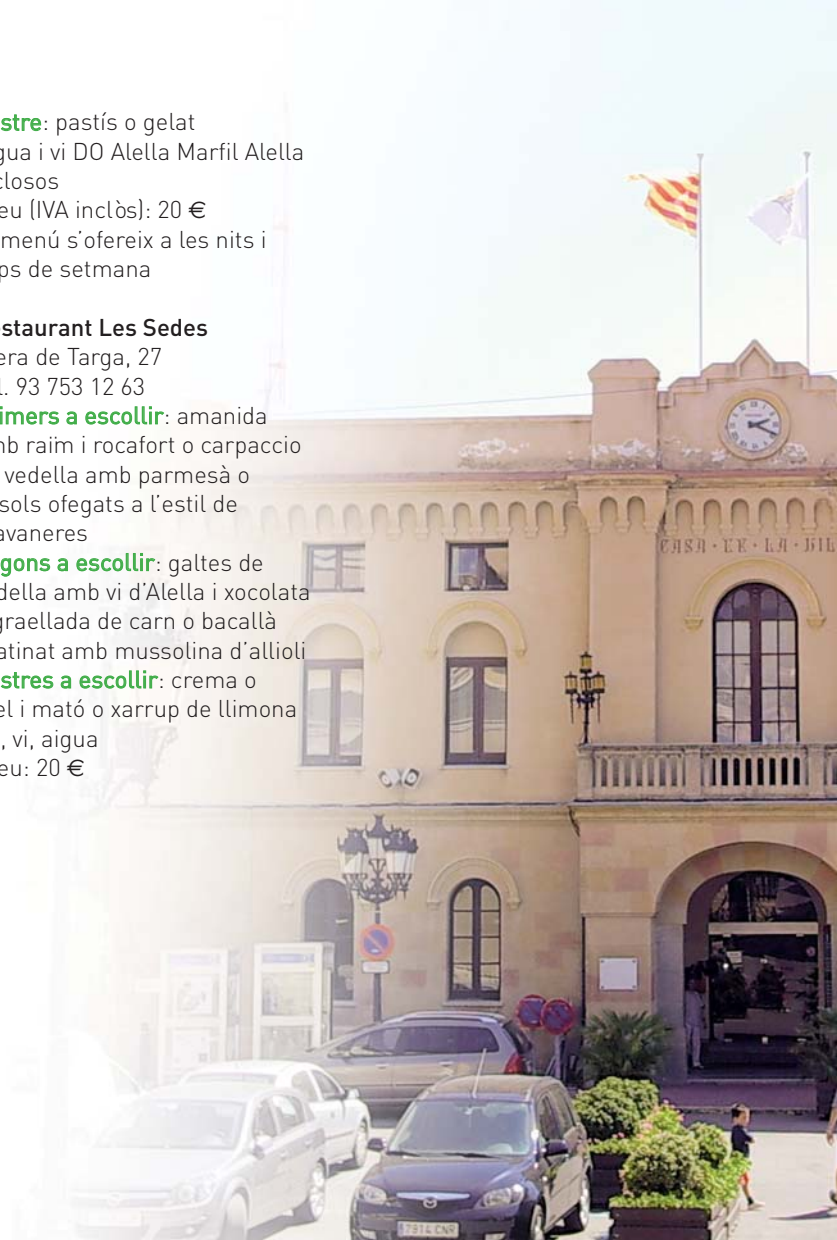 stre: pastís o gelat
gua i vi DO Alella Marfil Alella
closos
eu (IVA inclòs): 20 €
menú s’ofereix a les nits i
ps de setmana
staurant Les Sedes
era de Targa, 27
l. 93 753 12 63
imers a escollir: amanida
mb raïm i rocafort o carpaccio
vedella amb parmesà o
sols ofegats a l’estil de
avaneres
gons a escollir: galtes de
della amb vi d’Alella i xocolata
graellada de carn o bacallà
atinat amb mussolina d’allioli
stres a escollir: crema o
el i mató o xarrup de llimona
, vi, aigua
eu: 20 €
CASA · DE · LA · VIL
7914 CNR